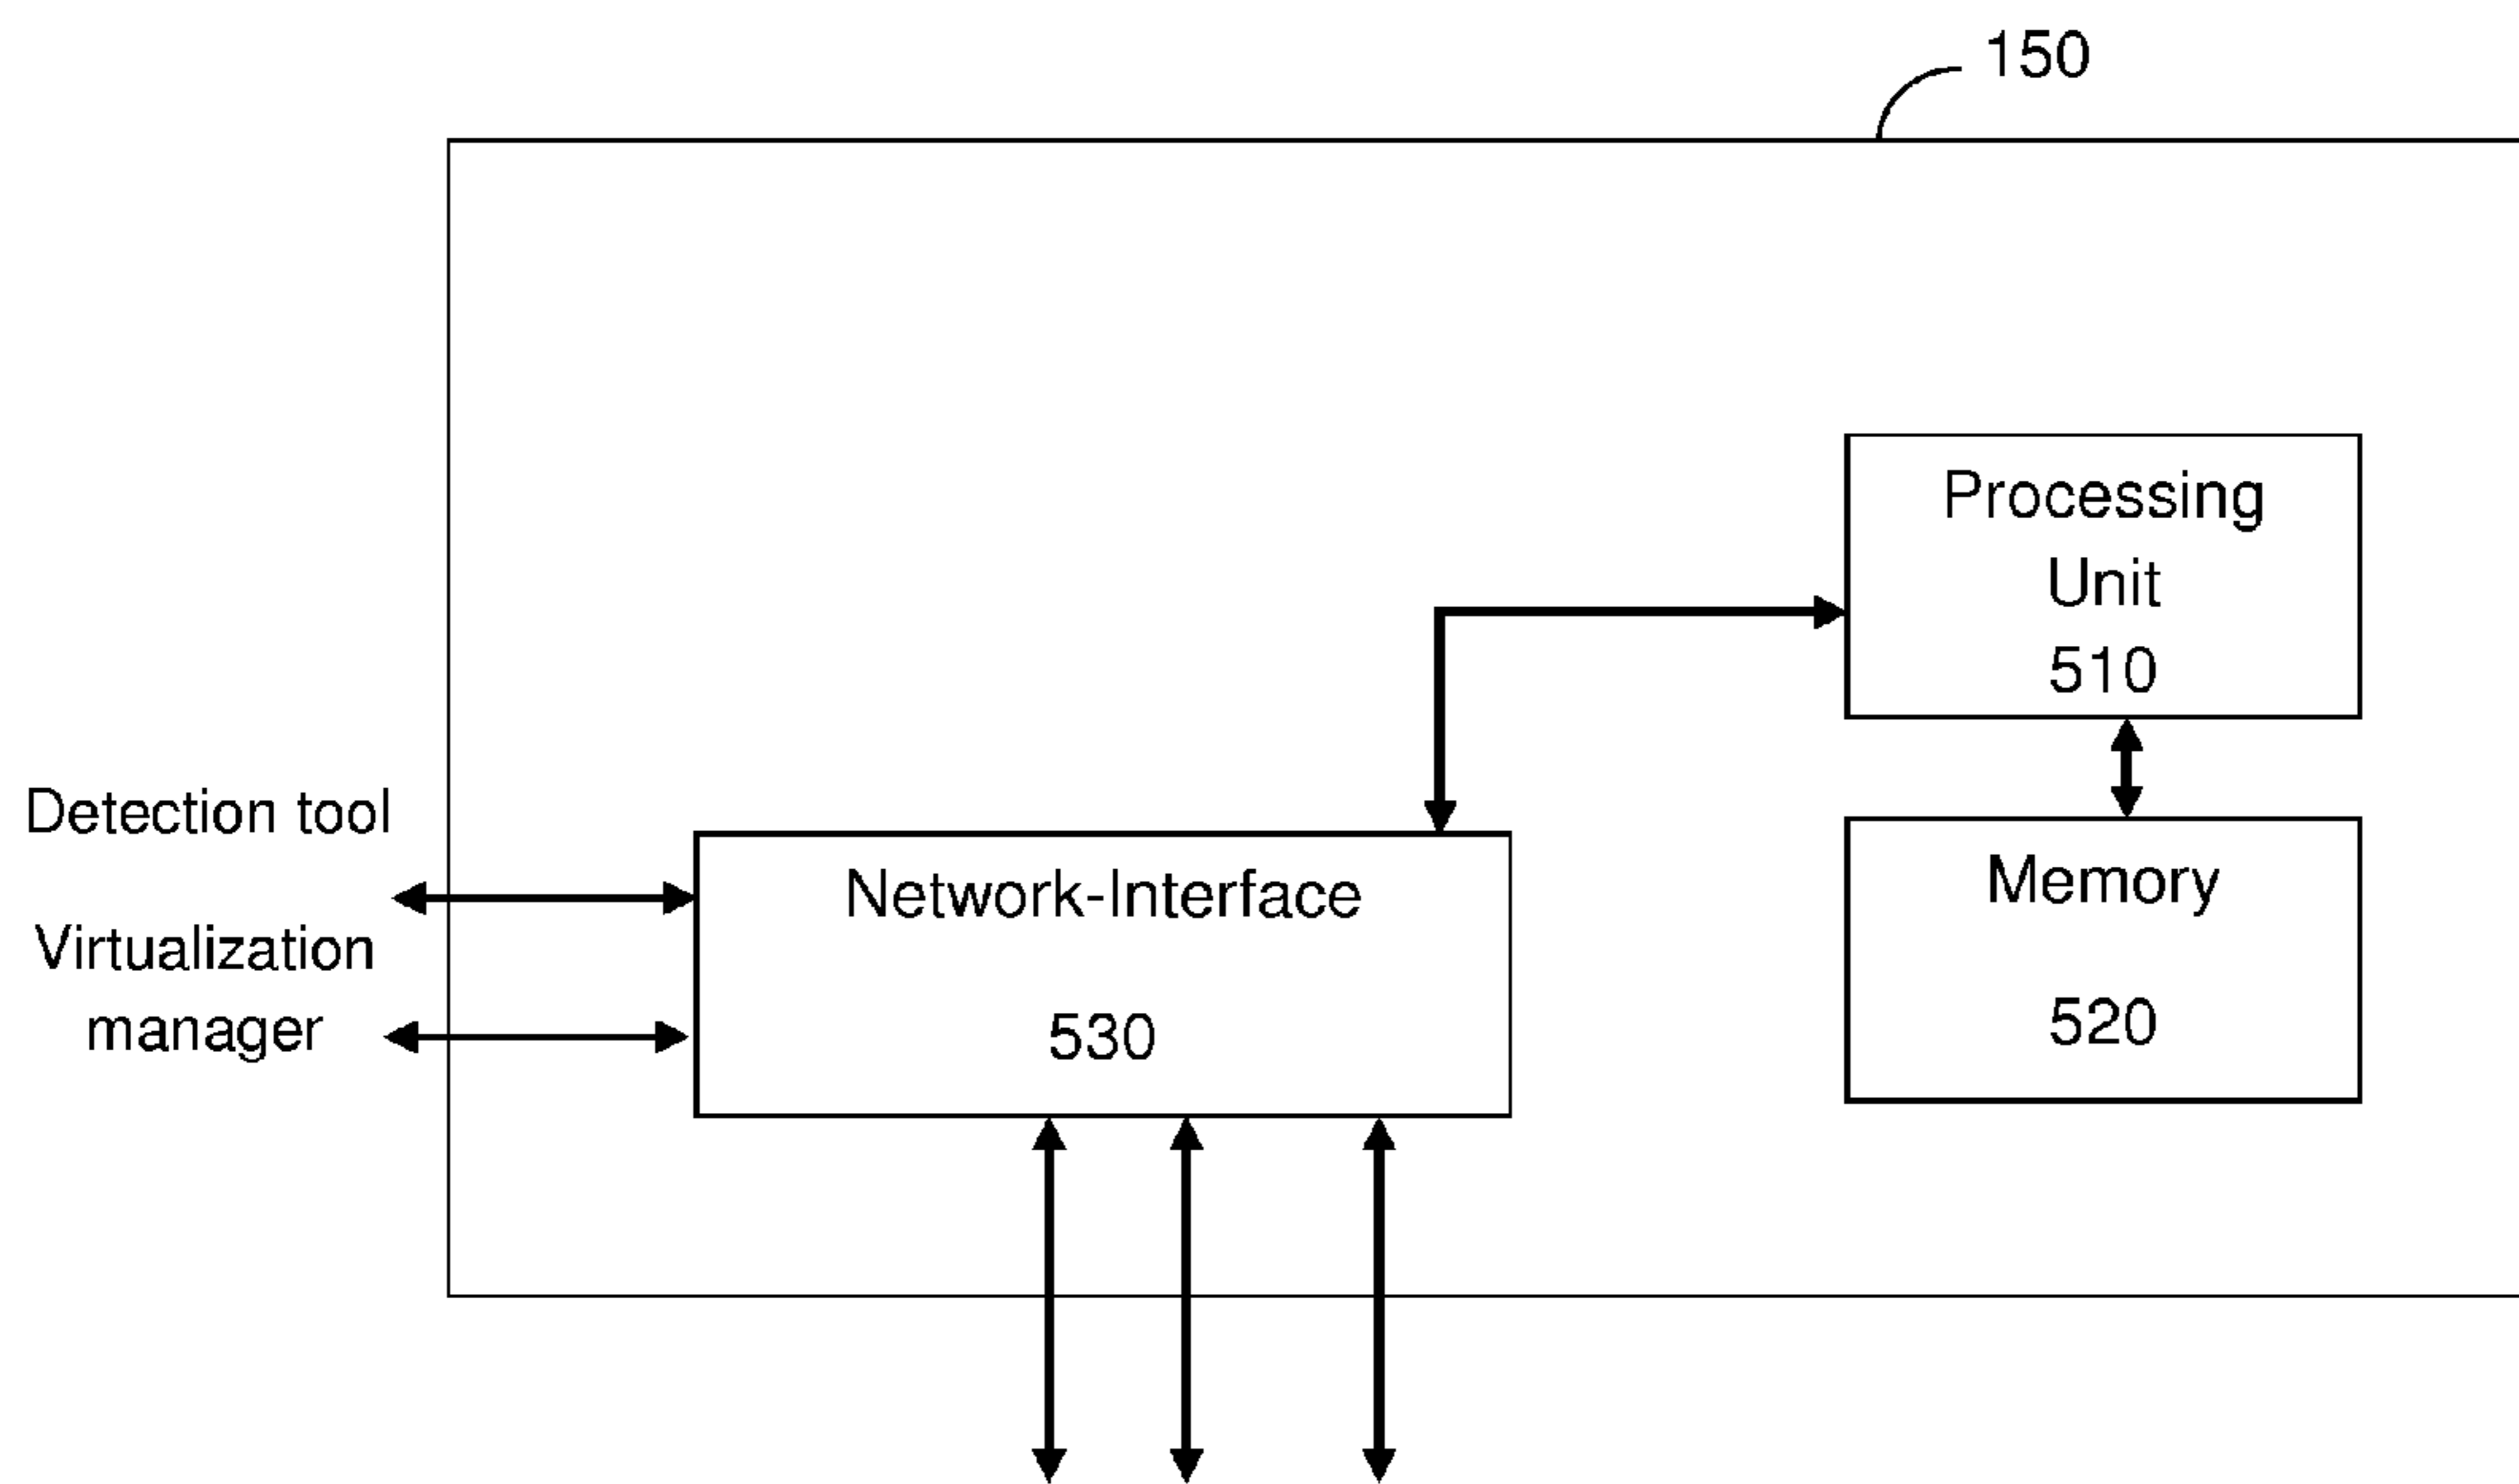 150
Processing
Unit
510
Detection tool
Network-Interface
Memory
Virtualization
manager
530
520